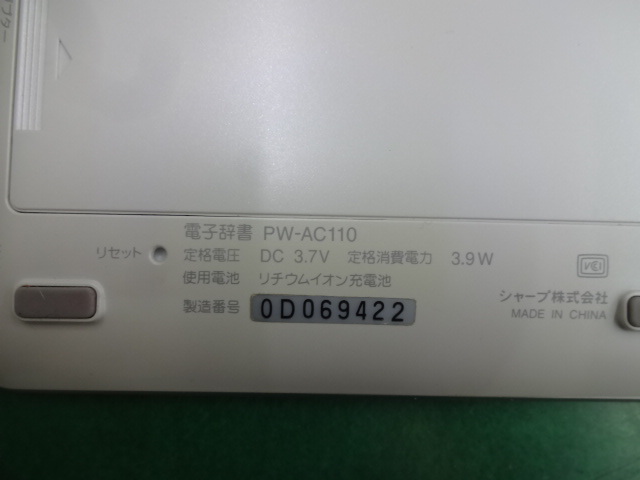 電子辞書 PW-AC110
リセット
定格電圧 DC 3.7V 定格消費電力 3.9W
使用電池 リチウムイオン充電池
製造番号 0D069422
シャープ株式会社
MADE IN CHINA